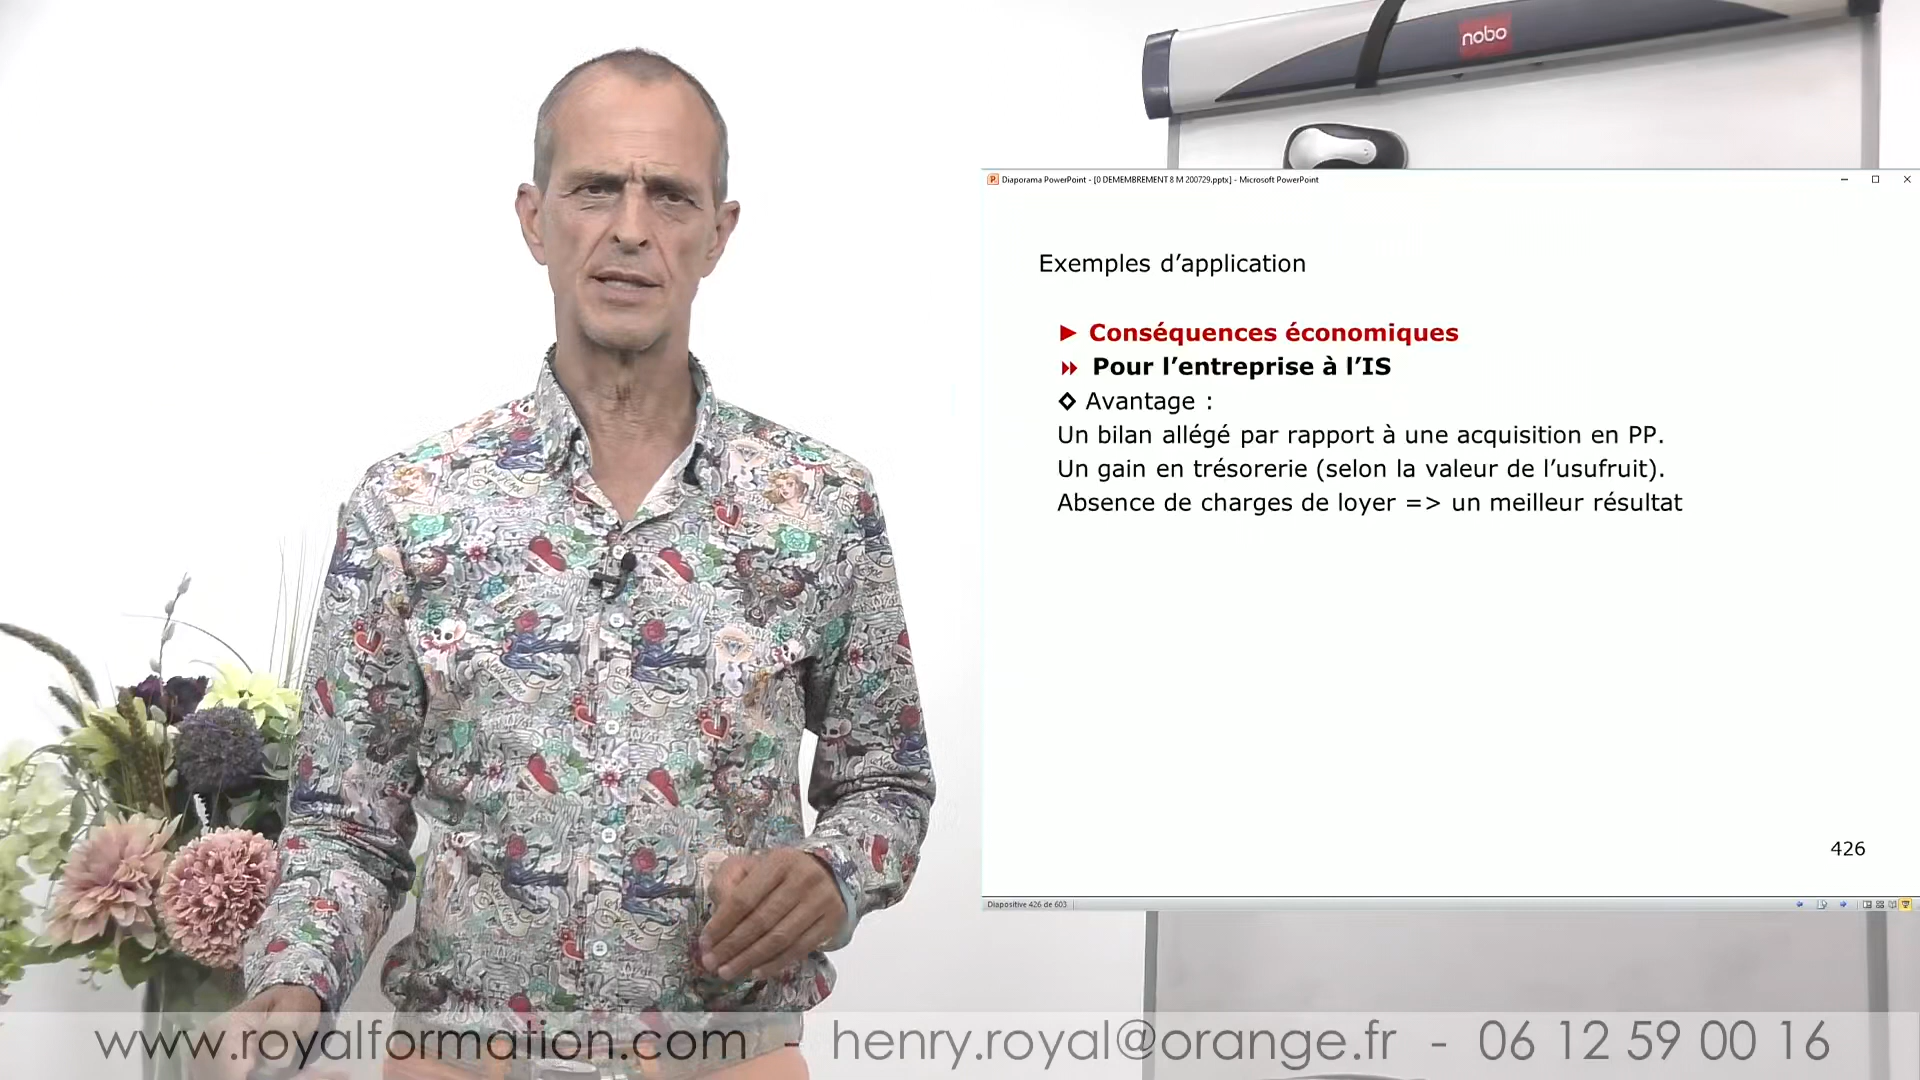 nobo
Diaporama PowerPoint - [0 DEMEMBREMENT 8 M 200729.pptx] - Microsoft PowerPoint
Exemples d’application
► Conséquences économiques
Pour l’entreprise à l’IS
◇ Avantage :
Un bilan allégé par rapport à une acquisition en PP.
Un gain en trésorerie (selon la valeur de l’usufruit).
Absence de charges de loyer => un meilleur résultat
426
Diapositive 426 de 603
www.royalformation.com - henry.royal@orange.fr - 06 12 59 00 16